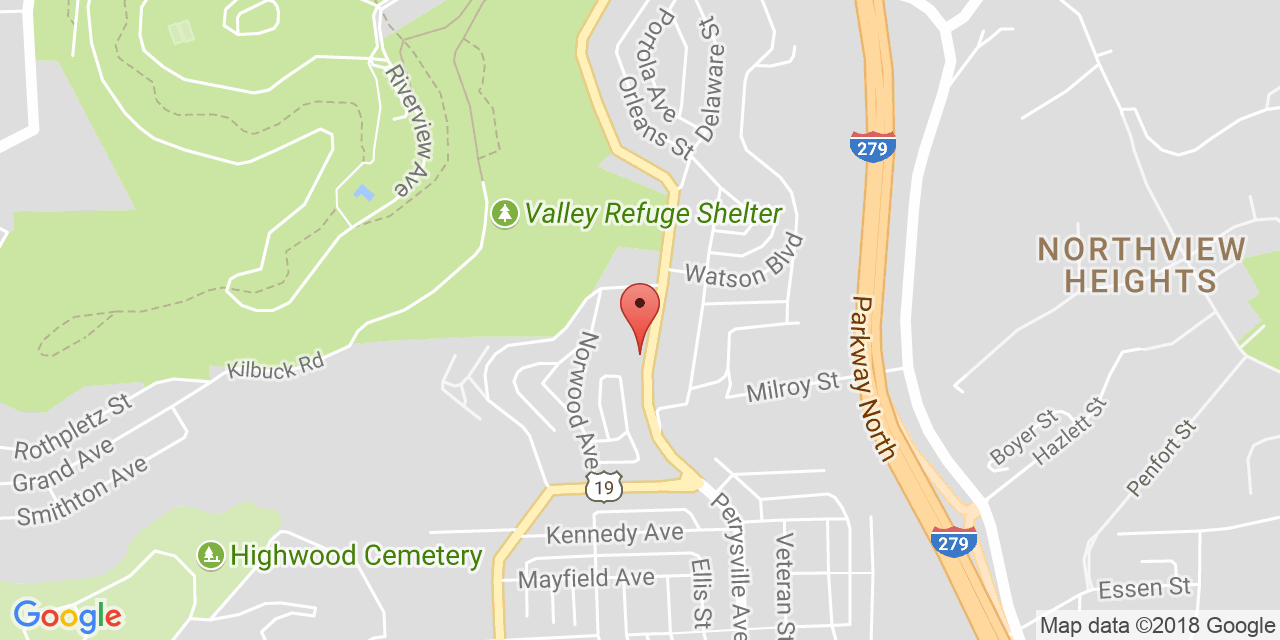 Portola Ave
Delaware St
Orleans St
Riverview Ave
279
Valley Refuge Shelter
Watson Blvd
NORTHVIEW
HEIGHTS
Parkway North
Norwood Ave
Kilbuck Rd
Milroy St
Rothpletz St
Grand Ave
Smithton Ave
Boyer St
Hazlett St
Penfort St
19
Perrysville Ave
Kennedy Ave
Veteran St
279
Highwood Cemetery
Mayfield Ave
Ellis St
Essen St
Google
Map data ©2018 Google